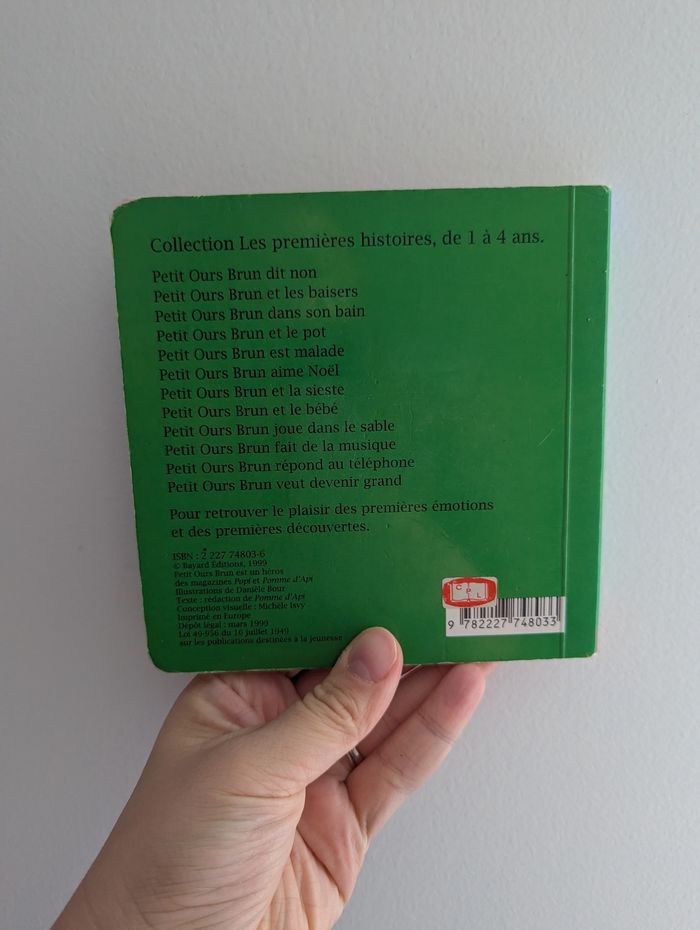 Collection Les premières histoires, de 1 à 4 ans.
Petit Ours Brun dit non
Petit Ours Brun et les baisers
Petit Ours Brun dans son bain
Petit Ours Brun et le pot
Petit Ours Brun est malade
Petit Ours Brun aime Noël
Petit Ours Brun et la sieste
Petit Ours Brun et le bébé
Petit Ours Brun joue dans le sable
Petit Ours Brun fait de la musique
Petit Ours Brun répond au téléphone
Petit Ours Brun veut devenir grand
Pour retrouver le plaisir des premières émotions
et des premières découvertes.
ISBN : 2 227 74803-6
© Bayard Éditions, 1999
Petit Ours Brun est un héros
des magazines Popi et Pomme d'Api
Illustrations de Danièle Bour
Texte : rédaction de Pomme d'Api
Conception visuelle : Michèle Isvy
Imprimé en Europe
Dépôt légal : mars 1999
Loi 49-956 du 16 juillet 1949
sur les publications destinées à la jeunesse
C P
I L
9 782227 748033